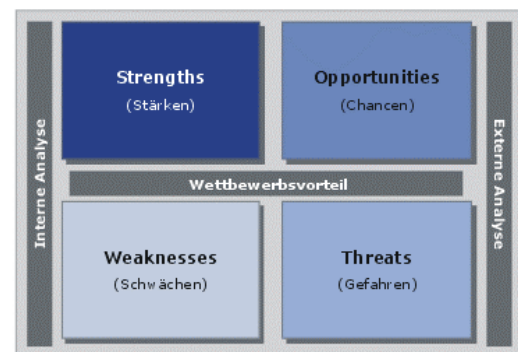 Interne Analyse
Strengths
(Stärken)
Opportunities
(Chancen)
Wettbewerbsvorteil
Weaknesses
(Schwächen)
Threats
(Gefahren)
Externe Analyse